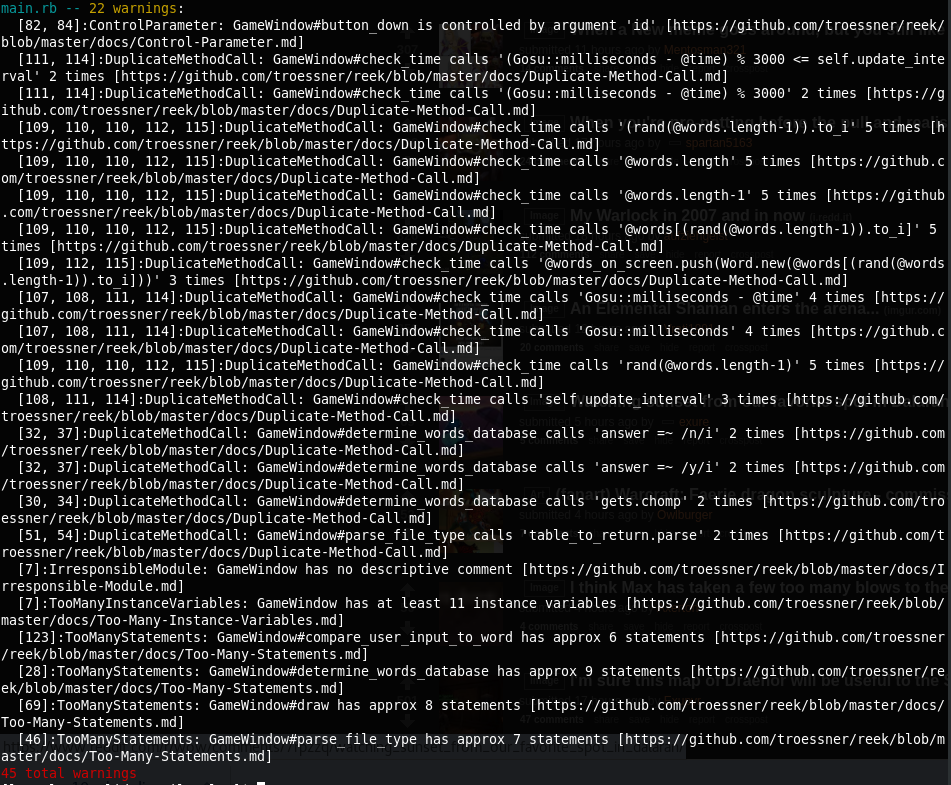 main.rb -- 22 warnings:
[82, 84]:ControlParameter: GameWindow#button_down is controlled by argument 'id' [https://github.com/troessner/reek/
blob/master/docs/Control-Parameter.md]
[111, 114]:DuplicateMethodCall: GameWindow#check_time calls '(Gosu::milliseconds - @time) % 3000 <= self.update_inte
rval' 2 times [https://github.com/troessner/reek/blob/master/docs/Duplicate-Method-Call.md]
[111, 114]:DuplicateMethodCall: GameWindow#check_time calls '(Gosu::milliseconds - @time) % 3000' 2 times [https://g
ithub.com/troessner/reek/blob/master/docs/Duplicate-Method-Call.md]
[109, 110, 110, 112, 115]:DuplicateMethodCall: GameWindow#check_time calls '(rand(@words.length-1)).to_i' 5 times [h
ttps://github.com/troessner/reek/blob/master/docs/Duplicate-Method-Call.md]
[109, 110, 110, 112, 115]:DuplicateMethodCall: GameWindow#check_time calls '@words.length' 5 times [https://github.c
om/troessner/reek/blob/master/docs/Duplicate-Method-Call.md]
[109, 110, 110, 112, 115]:DuplicateMethodCall: GameWindow#check_time calls '@words.length-1' 5 times [https://github
.com/troessner/reek/blob/master/docs/Duplicate-Method-Call.md]
[109, 110, 110, 112, 115]:DuplicateMethodCall: GameWindow#check_time calls '@words[(rand(@words.length-1)).to_i]' 5
times [https://github.com/troessner/reek/blob/master/docs/Duplicate-Method-Call.md]
[109, 112, 115]:DuplicateMethodCall: GameWindow#check_time calls '@words_on_screen.push(Word.new(@words[(rand(@words
.length-1)).to_i]))' 3 times [https://github.com/troessner/reek/blob/master/docs/Duplicate-Method-Call.md]
[107, 108, 111, 114]:DuplicateMethodCall: GameWindow#check_time calls 'Gosu::milliseconds - @time' 4 times [https://
github.com/troessner/reek/blob/master/docs/Duplicate-Method-Call.md]
[107, 108, 111, 114]:DuplicateMethodCall: GameWindow#check_time calls 'Gosu::milliseconds' 4 times [https://github.c
om/troessner/reek/blob/master/docs/Duplicate-Method-Call.md]
[109, 110, 110, 112, 115]:DuplicateMethodCall: GameWindow#check_time calls 'rand(@words.length-1)' 5 times [https://
github.com/troessner/reek/blob/master/docs/Duplicate-Method-Call.md]
[108, 111, 114]:DuplicateMethodCall: GameWindow#check_time calls 'self.update_interval' 3 times [https://github.com/
troessner/reek/blob/master/docs/Duplicate-Method-Call.md]
[32, 37]:DuplicateMethodCall: GameWindow#determine_words_database calls 'answer =~ /n/i' 2 times [https://github.com
/troessner/reek/blob/master/docs/Duplicate-Method-Call.md]
[32, 37]:DuplicateMethodCall: GameWindow#determine_words_database calls 'answer =~ /y/i' 2 times [https://github.com
/troessner/reek/blob/master/docs/Duplicate-Method-Call.md]
[30, 34]:DuplicateMethodCall: GameWindow#determine_words_database calls 'gets.chomp' 2 times [https://github.com/tro
essner/reek/blob/master/docs/Duplicate-Method-Call.md]
[51, 54]:DuplicateMethodCall: GameWindow#parse_file_type calls 'table_to_return.parse' 2 times [https://github.com/t
roessner/reek/blob/master/docs/Duplicate-Method-Call.md]
[7]:IrresponsibleModule: GameWindow has no descriptive comment [https://github.com/troessner/reek/blob/master/docs/I
rresponsible-Module.md]
[7]:TooManyInstanceVariables: GameWindow has at least 11 instance variables [https://github.com/troessner/reek/blob/
master/docs/Too-Many-Instance-Variables.md]
[123]:TooManyStatements: GameWindow#compare_user_input_to_word has approx 6 statements [https://github.com/troessner
/reek/blob/master/docs/Too-Many-Statements.md]
[28]:TooManyStatements: GameWindow#determine_words_database has approx 9 statements [https://github.com/troessner/re
ek/blob/master/docs/Too-Many-Statements.md]
[69]:TooManyStatements: GameWindow#draw has approx 8 statements [https://github.com/troessner/reek/blob/master/docs/
Too-Many-Statements.md]
[46]:TooManyStatements: GameWindow#parse_file_type has approx 7 statements [https://github.com/troessner/reek/blob/m
aster/docs/Too-Many-Statements.md]
45 total warnings